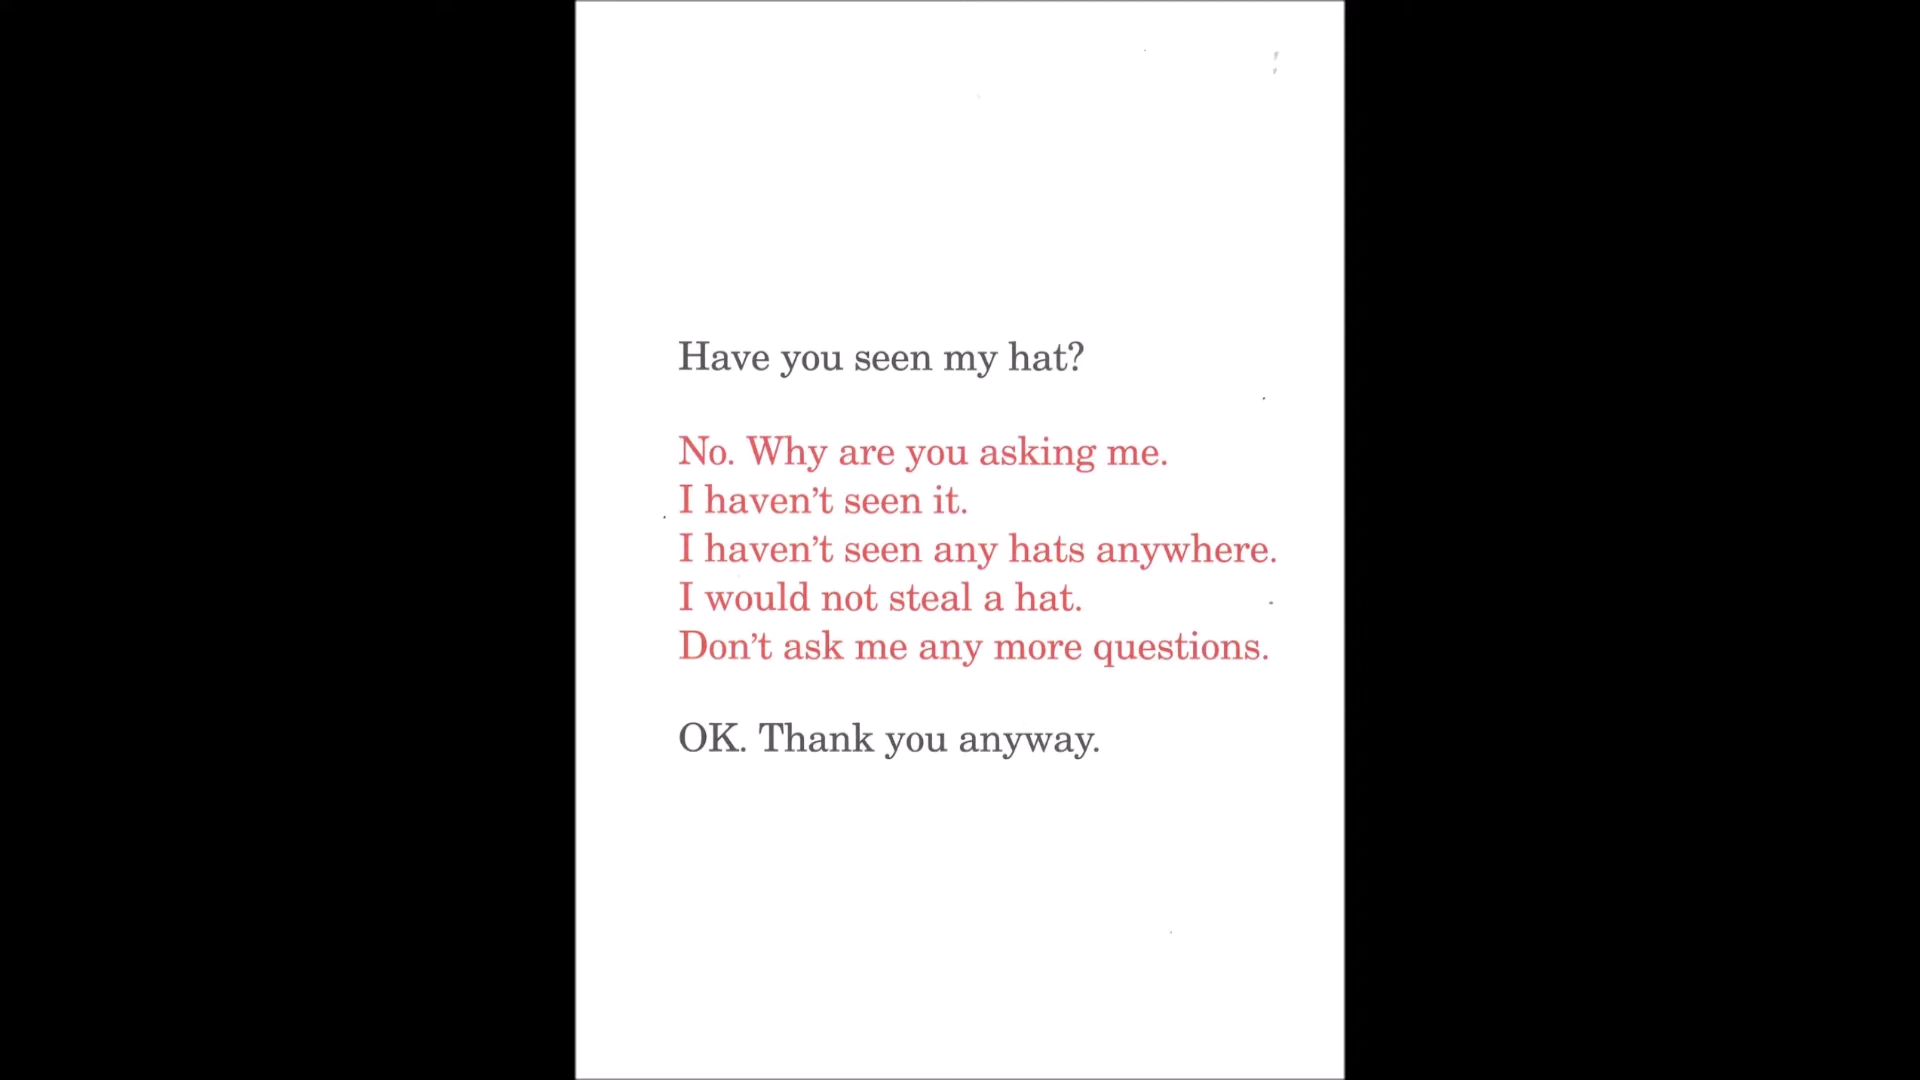 Have you seen my hat?
No. Why are you asking me.
I haven’t seen it.
I haven’t seen any hats anywhere.
I would not steal a hat.
Don’t ask me any more questions.
OK. Thank you anyway.